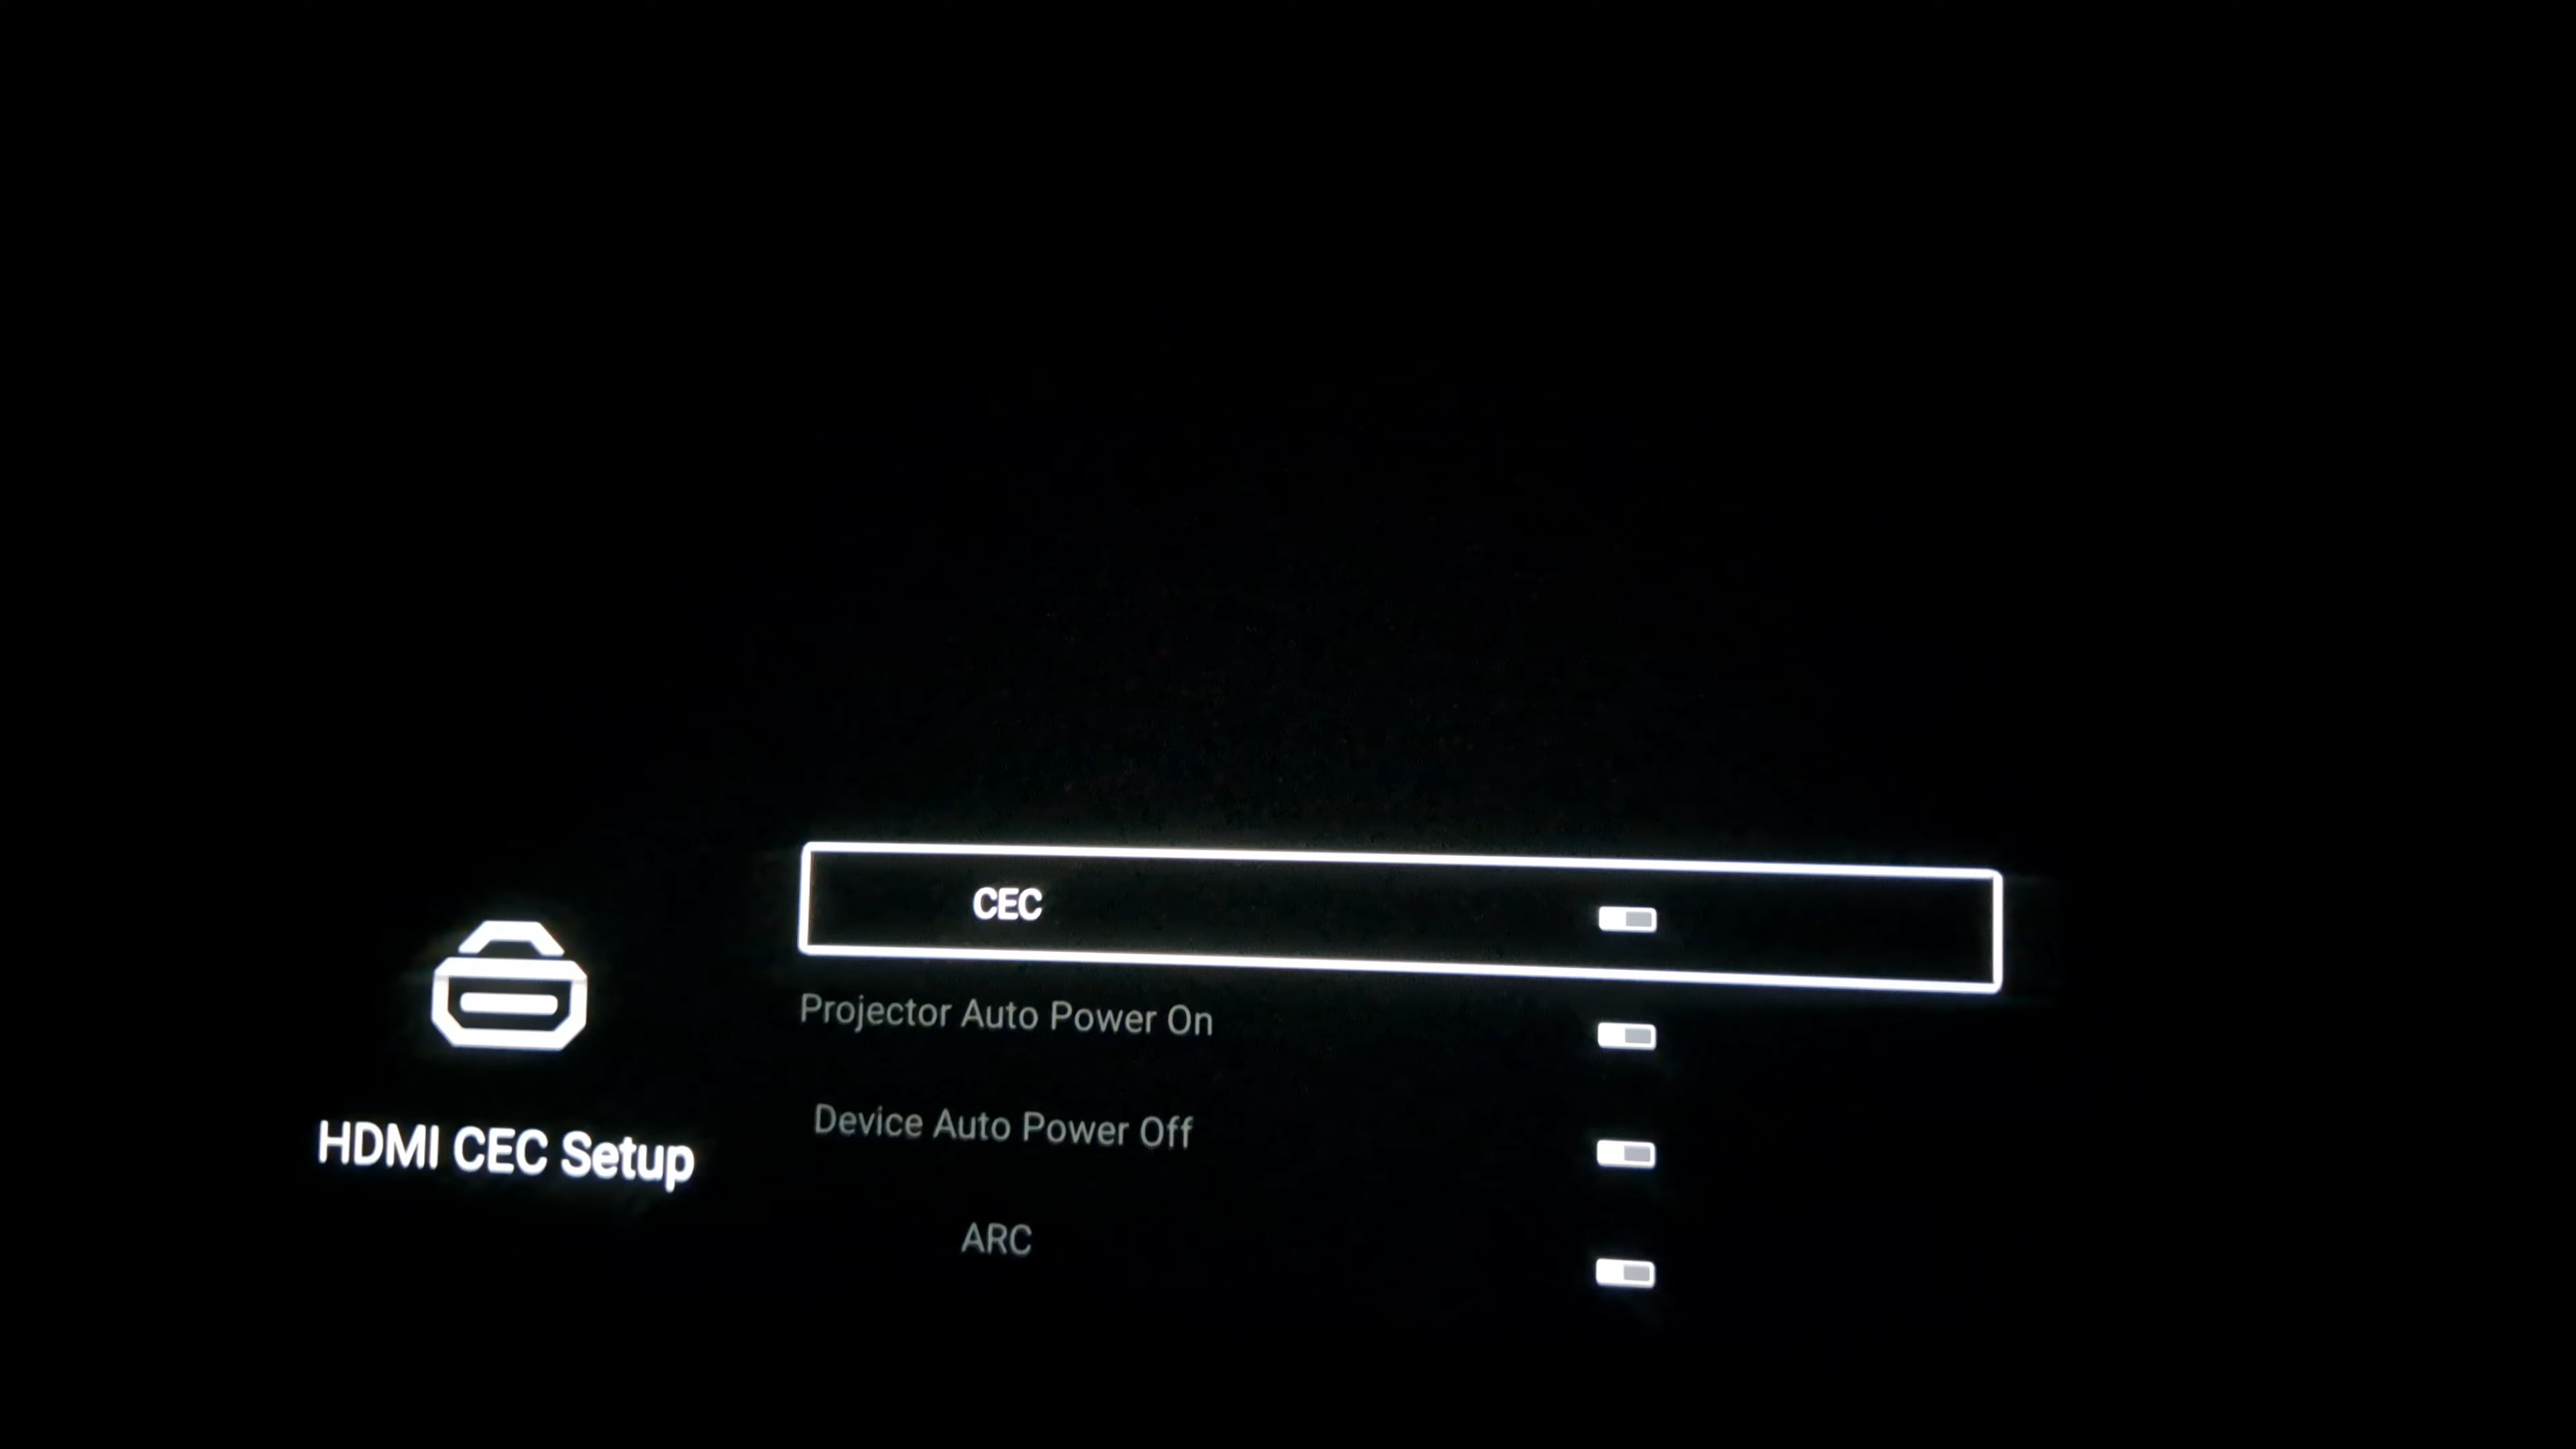 CEC
Projector Auto Power On
Device Auto Power Off
ARC
HDMI CEC Setup